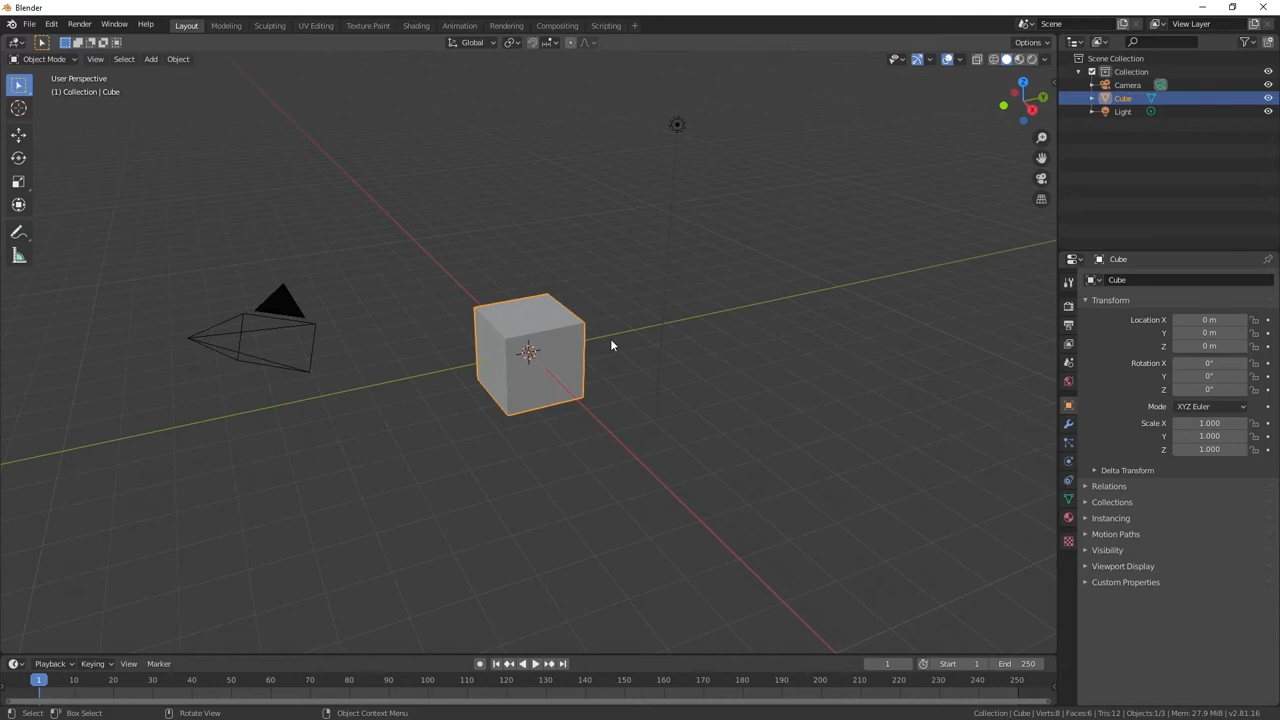 Blender
File Edit Render Window Help Layout Modeling Sculpting UV Editing Texture Paint Shading Animation Rendering Compositing Scripting + Scene View Layer
Global Options
Object Mode View Select Add Object
User Perspective
(1) Collection | Cube
Z
Y
X
Scene Collection
Collection
Camera
Cube
Light
Cube
Cube
Transform
Location X 0 m
Y 0 m
Z 0 m
Rotation X 0°
Y 0°
Z 0°
Mode XYZ Euler
Scale X 1.000
Y 1.000
Z 1.000
Delta Transform
Relations
Collections
Instancing
Motion Paths
Visibility
Viewport Display
Custom Properties
Playback Keying View Marker 1 Start 1 End 250
1 10 20 30 40 50 60 70 80 90 100 110 120 130 140 150 160 170 180 190 200 210 220 230 240 250
Select Box Select Rotate View Object Context Menu Collection | Cube | Verts:8 | Faces:6 | Tris:12 | Objects:1/3 | Mem: 27.9 MiB | v2.81.16